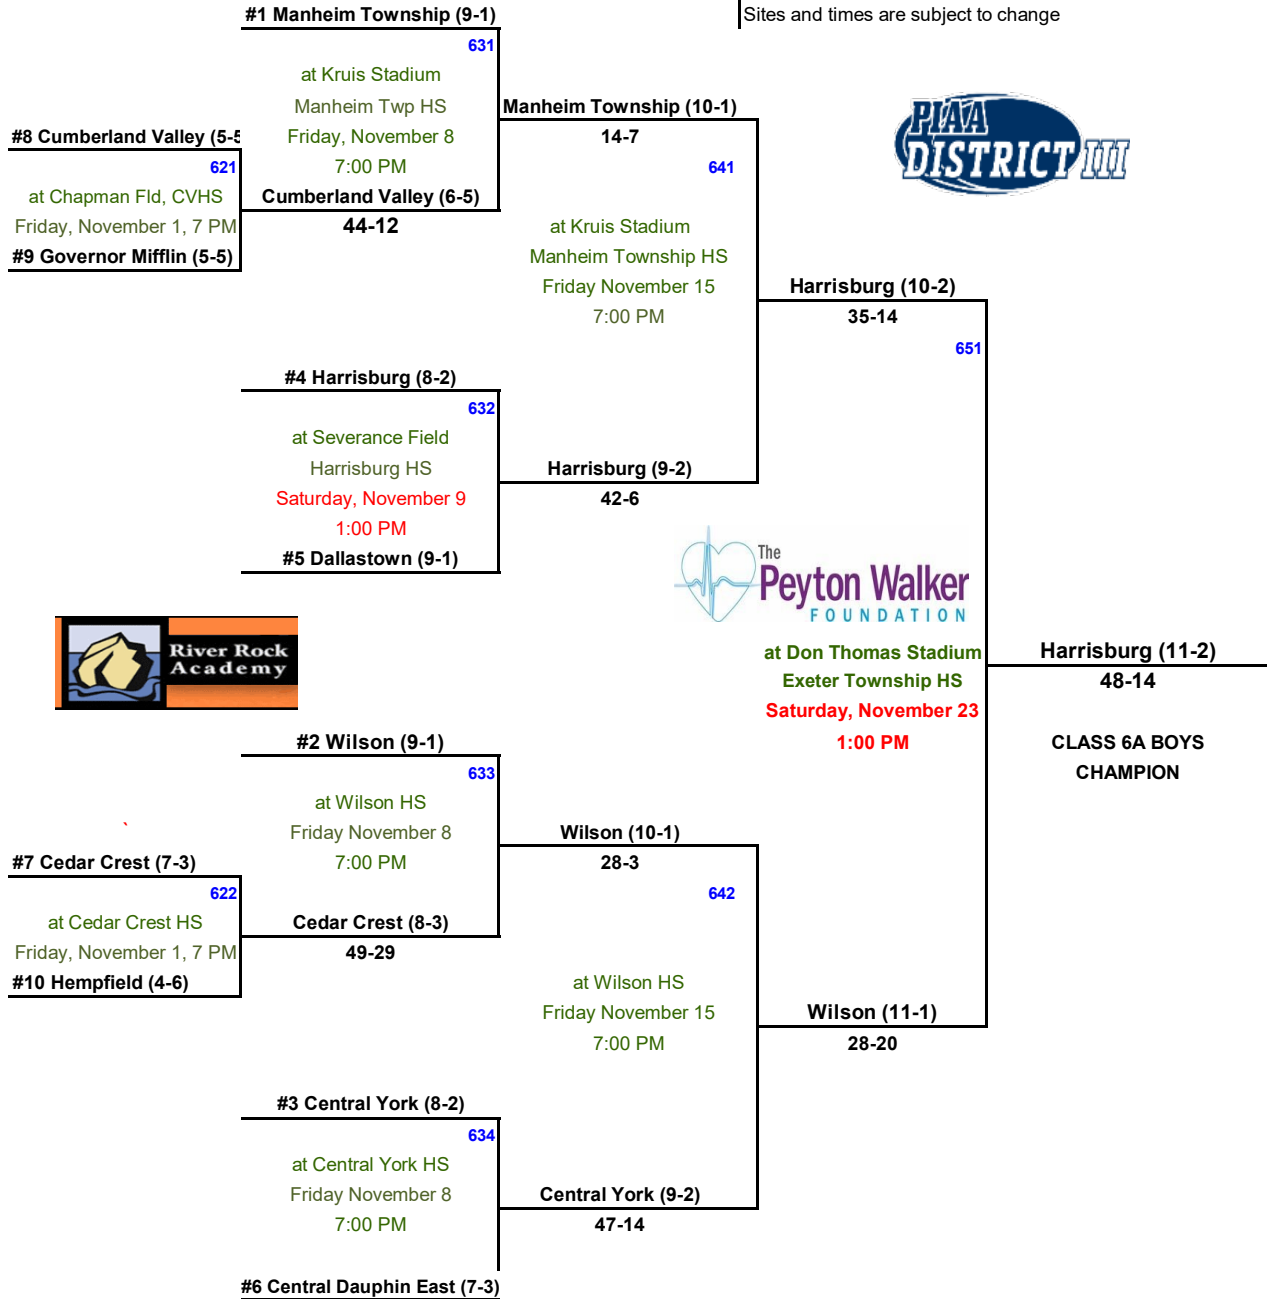 #1 Manheim Township (9-1)
Sites and times are subject to change
631
at Kruis Stadium
Manheim Twp HS
Friday, November 8
7:00 PM
#8 Cumberland Valley (5-5
621
at Chapman Fld, CVHS
Friday, November 1, 7 PM
#9 Governor Mifflin (5-5)
Cumberland Valley (6-5)
44-12
Manheim Township (10-1)
14-7
641
at Kruis Stadium
Manheim Township HS
Friday November 15
7:00 PM
PIAA
DISTRICT III
Harrisburg (10-2)
35-14
651
#4 Harrisburg (8-2)
632
at Severance Field
Harrisburg HS
Saturday, November 9
1:00 PM
#5 Dallastown (9-1)
Harrisburg (9-2)
42-6
The
Peyton Walker
FOUNDATION
River Rock
Academy
at Don Thomas Stadium
Exeter Township HS
Saturday, November 23
1:00 PM
Harrisburg (11-2)
48-14
CLASS 6A BOYS
CHAMPION
#2 Wilson (9-1)
633
at Wilson HS
Friday November 8
7:00 PM
`
#7 Cedar Crest (7-3)
622
at Cedar Crest HS
Friday, November 1, 7 PM
#10 Hempfield (4-6)
Cedar Crest (8-3)
49-29
Wilson (10-1)
28-3
642
at Wilson HS
Friday November 15
7:00 PM
Wilson (11-1)
28-20
#3 Central York (8-2)
634
at Central York HS
Friday November 8
7:00 PM
Central York (9-2)
47-14
#6 Central Dauphin East (7-3)